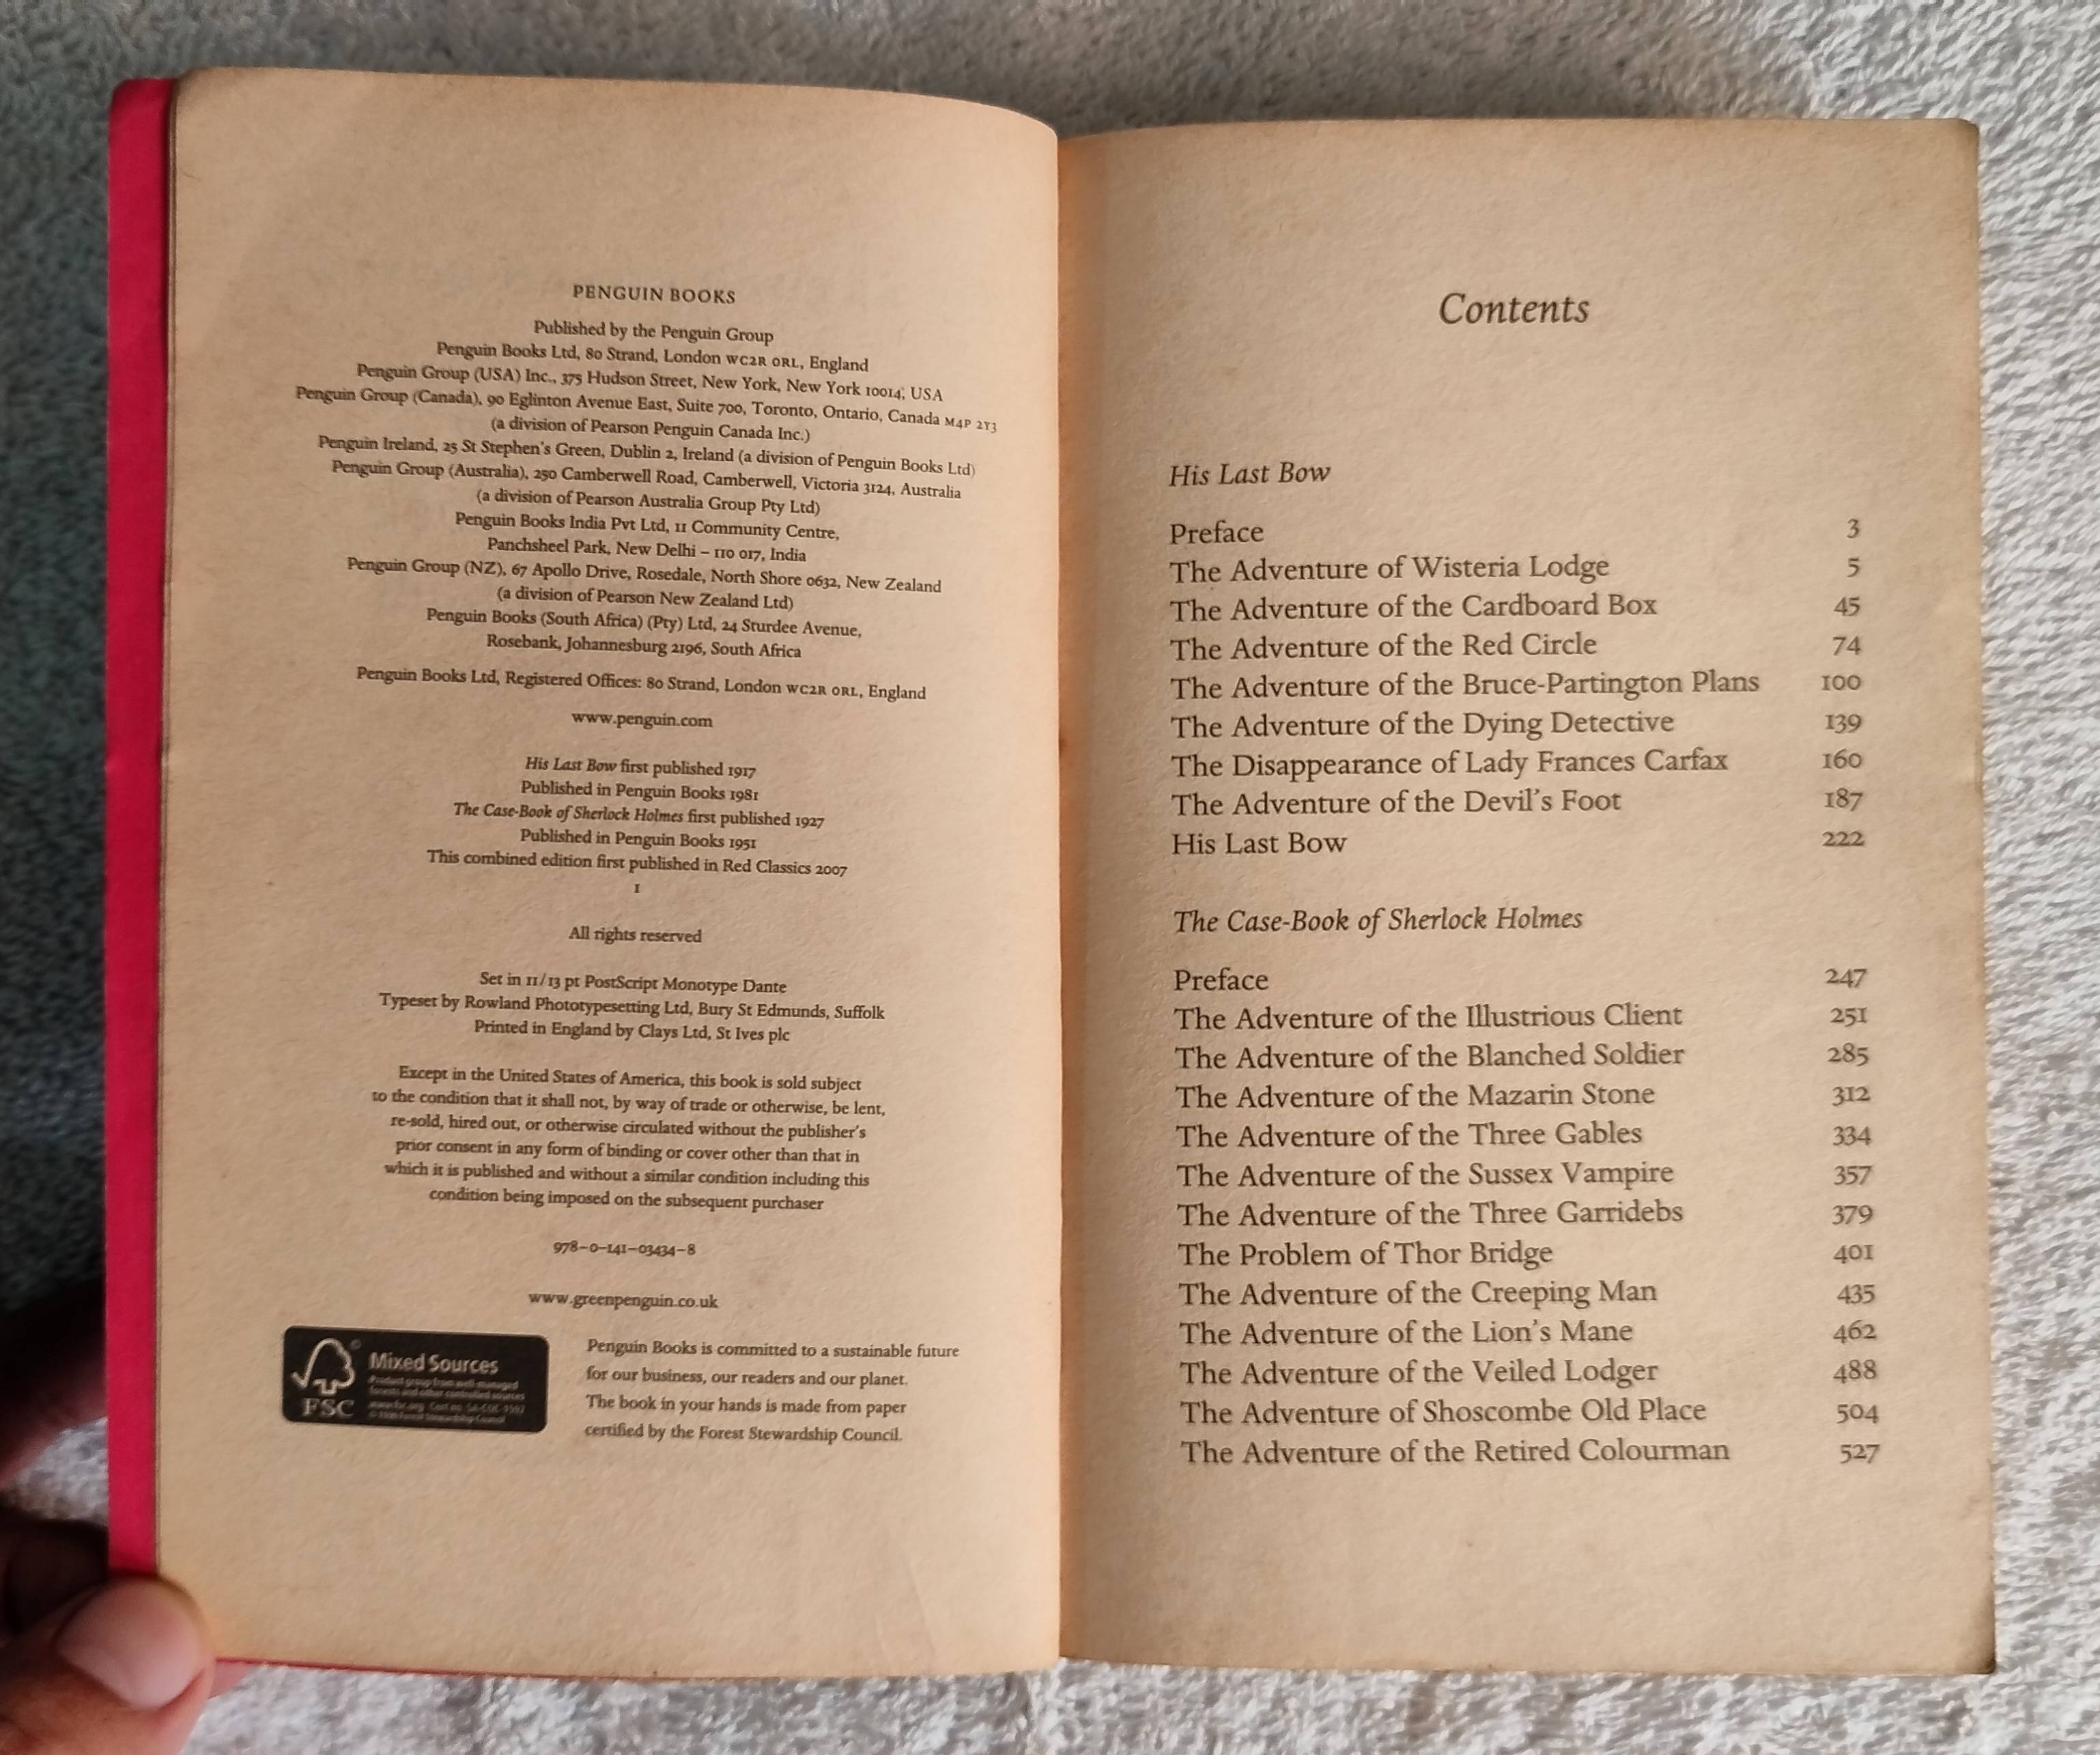 PENGUIN BOOKS
Published by the Penguin Group
Penguin Books Ltd, 80 Strand, London WC2R 0RL, England
Penguin Group (USA) Inc., 375 Hudson Street, New York, New York 10014, USA
Penguin Group (Canada), 90 Eglinton Avenue East, Suite 700, Toronto, Ontario, Canada M4P 2Y3
(a division of Pearson Penguin Canada Inc.)
Penguin Ireland, 25 St Stephen's Green, Dublin 2, Ireland (a division of Penguin Books Ltd)
Penguin Group (Australia), 250 Camberwell Road, Camberwell, Victoria 3124, Australia
(a division of Pearson Australia Group Pty Ltd)
Penguin Books India Pvt Ltd, 11 Community Centre,
Panchsheel Park, New Delhi – 110 017, India
Penguin Group (NZ), 67 Apollo Drive, Rosedale, North Shore 0632, New Zealand
(a division of Pearson New Zealand Ltd)
Penguin Books (South Africa) (Pty) Ltd, 24 Sturdee Avenue,
Rosebank, Johannesburg 2196, South Africa
Penguin Books Ltd, Registered Offices: 80 Strand, London WC2R 0RL, England
www.penguin.com
His Last Bow first published 1917
Published in Penguin Books 1981
The Case-Book of Sherlock Holmes first published 1927
Published in Penguin Books 1951
This combined edition first published in Red Classics 2007
1
All rights reserved
Set in 11/13 pt PostScript Monotype Dante
Typeset by Rowland Phototypesetting Ltd, Bury St Edmunds, Suffolk
Printed in England by Clays Ltd, St Ives plc
Except in the United States of America, this book is sold subject
to the condition that it shall not, by way of trade or otherwise, be lent,
re-sold, hired out, or otherwise circulated without the publisher's
prior consent in any form of binding or cover other than that in
which it is published and without a similar condition including this
condition being imposed on the subsequent purchaser
978-0-141-03434-8
www.greenpenguin.co.uk
FSC
Mixed Sources
Product group from well-managed
forests and other controlled sources
Penguin Books is committed to a sustainable future
for our business, our readers and our planet.
The book in your hands is made from paper
certified by the Forest Stewardship Council.
Contents
His Last Bow
Preface 3
The Adventure of Wisteria Lodge 5
The Adventure of the Cardboard Box 45
The Adventure of the Red Circle 74
The Adventure of the Bruce-Partington Plans 100
The Adventure of the Dying Detective 139
The Disappearance of Lady Frances Carfax 160
The Adventure of the Devil's Foot 187
His Last Bow 222
The Case-Book of Sherlock Holmes
Preface 247
The Adventure of the Illustrious Client 251
The Adventure of the Blanched Soldier 285
The Adventure of the Mazarin Stone 312
The Adventure of the Three Gables 334
The Adventure of the Sussex Vampire 357
The Adventure of the Three Garridebs 379
The Problem of Thor Bridge 401
The Adventure of the Creeping Man 435
The Adventure of the Lion's Mane 462
The Adventure of the Veiled Lodger 488
The Adventure of Shoscombe Old Place 504
The Adventure of the Retired Colourman 527